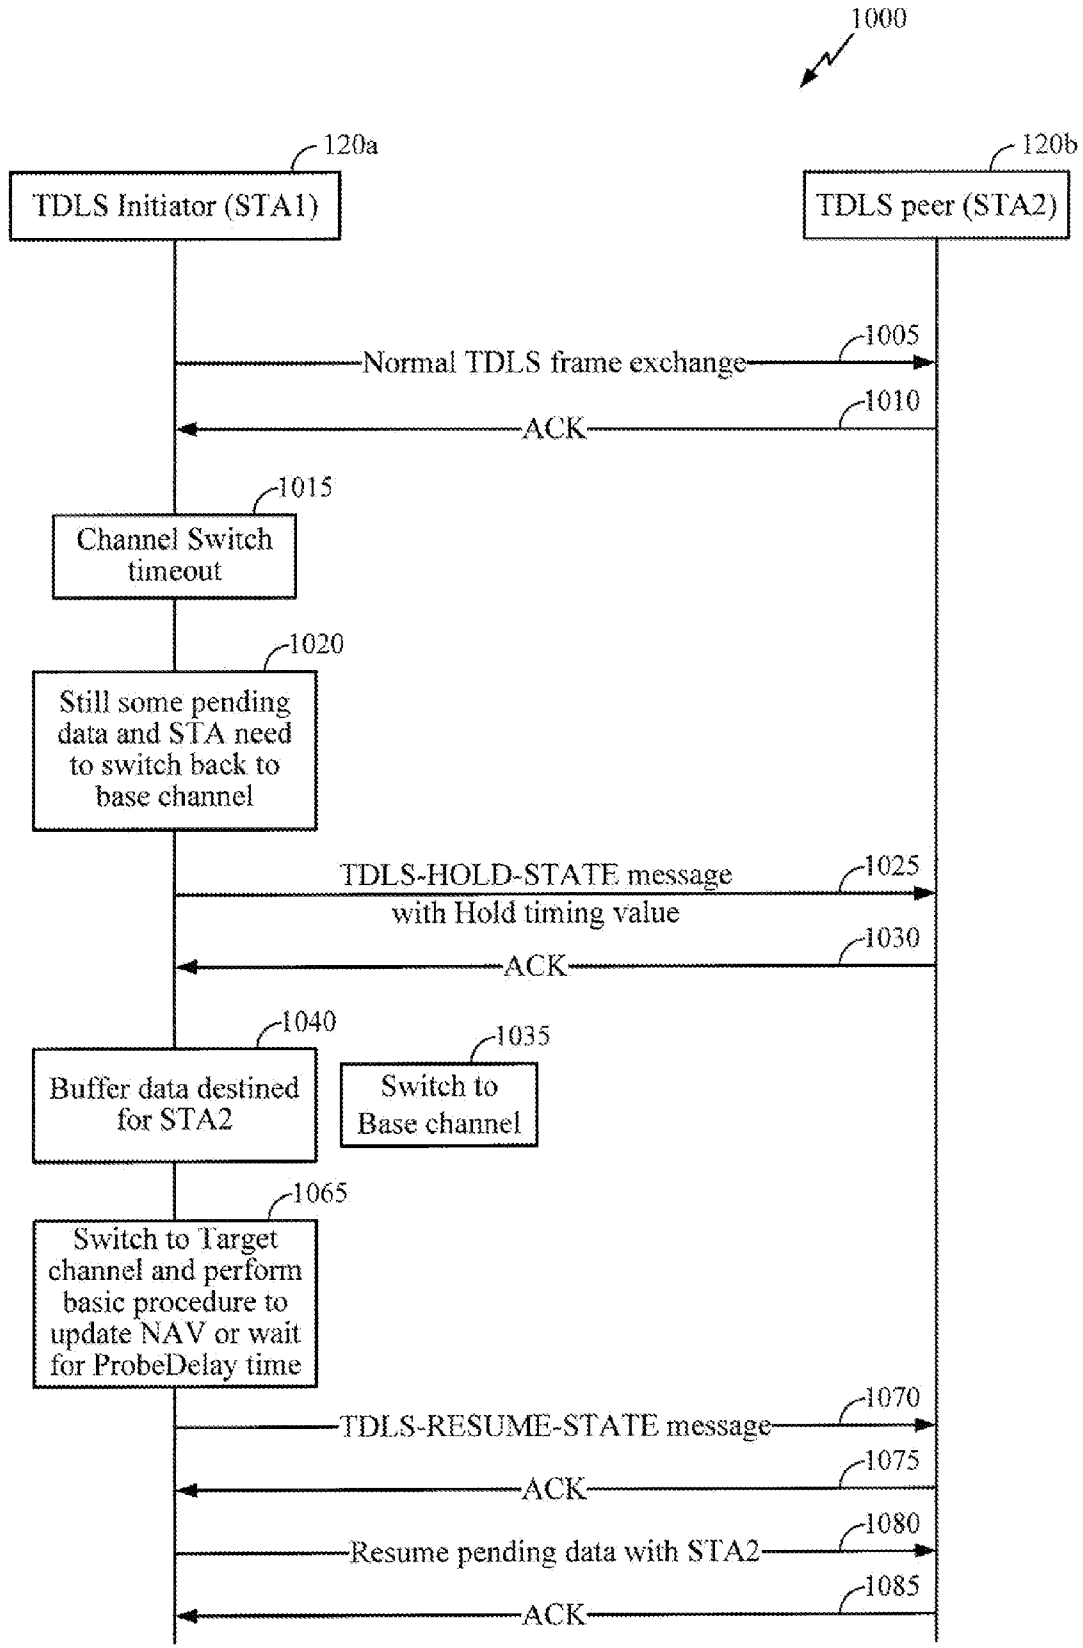 1000
120a
TDLS Initiator (STA1)
120b
TDLS peer (STA2)
1005
Normal TDLS frame exchange
1010
ACK
1015
Channel Switch
timeout
1020
Still some pending
data and STA need
to switch back to
base channel
1025
TDLS-HOLD-STATE message
with Hold timing value
1030
ACK
1040
Buffer data destined
for STA2
1035
Switch to
Base channel
1065
Switch to Target
channel and perform
basic procedure to
update NAV or wait
for ProbeDelay time
1070
TDLS-RESUME-STATE message
1075
ACK
1080
Resume pending data with STA2
1085
ACK